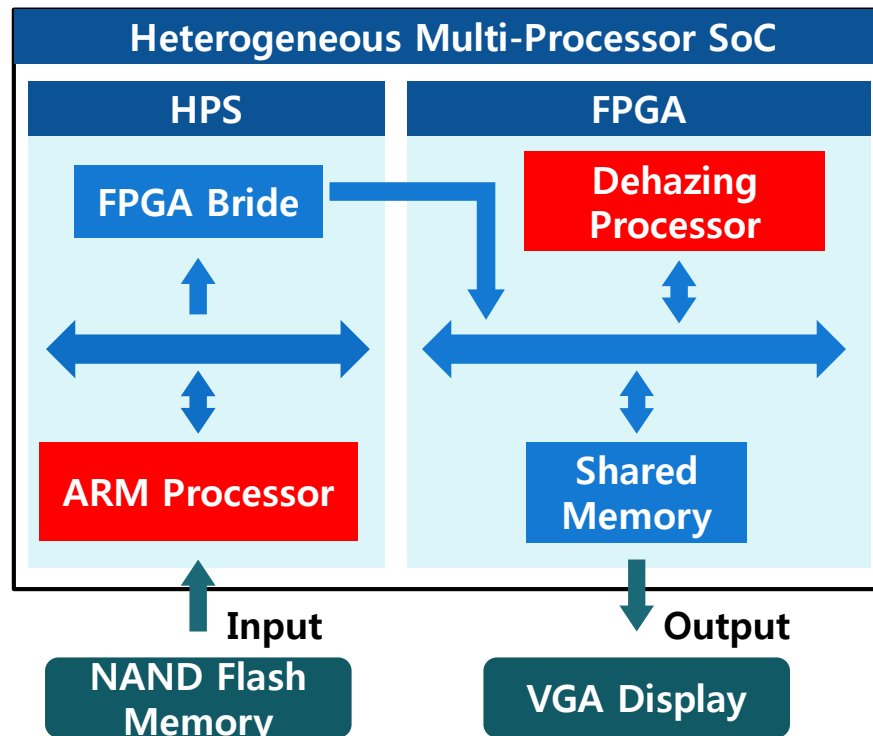 Heterogeneous Multi-Processor SoC
HPS
FPGA
FPGA Bride
Dehazing
Processor
ARM Processor
Shared
Memory
Input
Output
NAND Flash
Memory
VGA Display